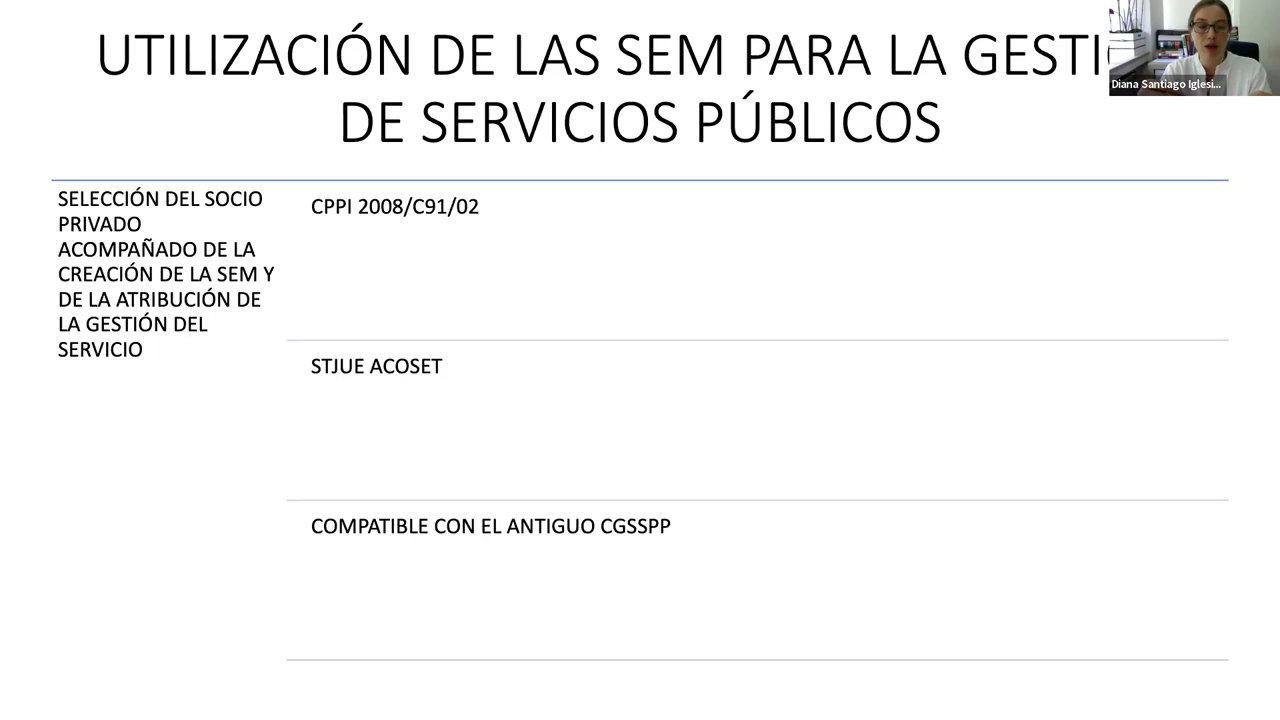 UTILIZACIÓN DE LAS SEM PARA LA GESTI
DE SERVICIOS PÚBLICOS
Diana Santiago Iglesi...
SELECCIÓN DEL SOCIO
PRIVADO
ACOMPAÑADO DE LA
CREACIÓN DE LA SEM Y
DE LA ATRIBUCIÓN DE
LA GESTIÓN DEL
SERVICIO
CPPI 2008/C91/02
STJUE ACOSET
COMPATIBLE CON EL ANTIGUO CGSSPP